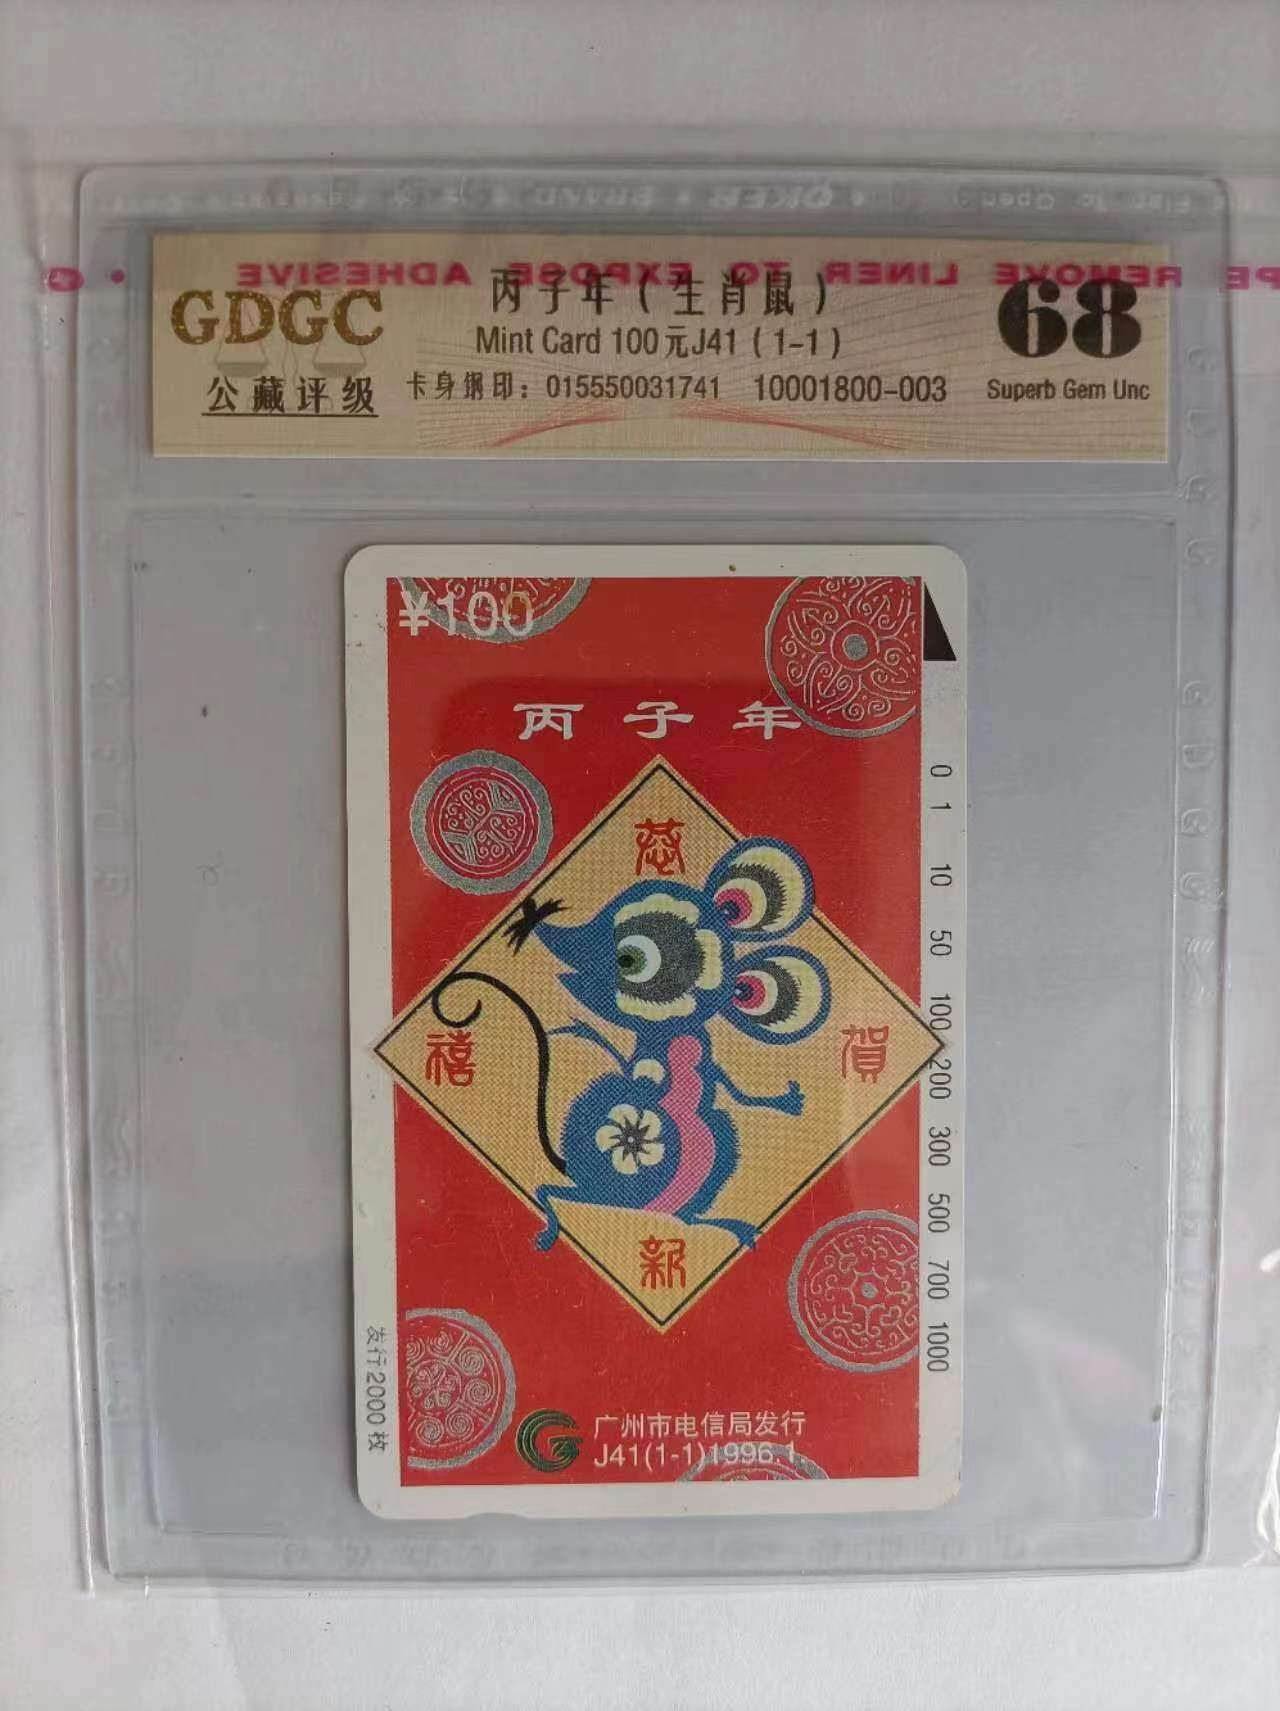 PE REMOVE LINER TO EXPOSE ADHESIVE •
GDGC
公藏评级
丙子年(生肖鼠)
Mint Card 100元J41(1-1)
卡身钢印：015550031741 10001800-003
68
Superb Gem Unc
¥100
丙子年
恭
賀
新
禧
0 1 10 50 100 200 300 500 700 1000
发行2000枚
广州市电信局发行
J41(1-1)1996.1.